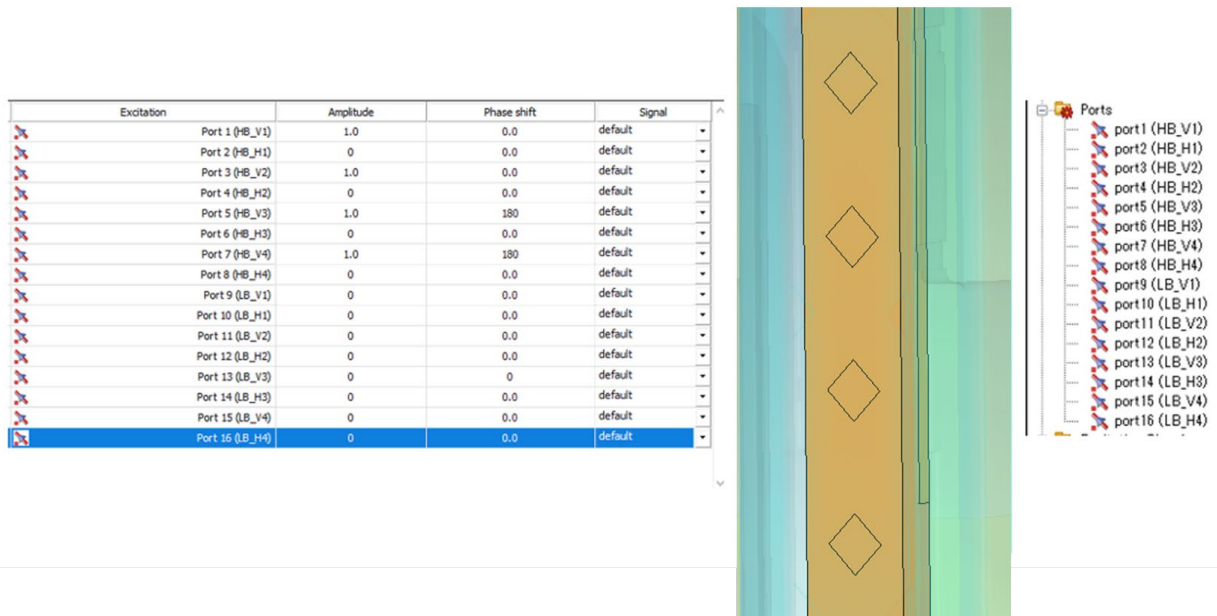 Excitation Amplitude Phase shift Signal
Port 1 (HB_V1) 1.0 0.0 default
Port 2 (HB_H1) 0 0.0 default
Port 3 (HB_V2) 1.0 0.0 default
Port 4 (HB_H2) 0 0.0 default
Port 5 (HB_V3) 1.0 180 default
Port 6 (HB_H3) 0 0.0 default
Port 7 (HB_V4) 1.0 180 default
Port 8 (HB_H4) 0 0.0 default
Port 9 (LB_V1) 0 0.0 default
Port 10 (LB_H1) 0 0.0 default
Port 11 (LB_V2) 0 0.0 default
Port 12 (LB_H2) 0 0.0 default
Port 13 (LB_V3) 0 0 default
Port 14 (LB_H3) 0 0.0 default
Port 15 (LB_V4) 0 0.0 default
Port 16 (LB_H4) 0 0.0 default
Ports
port1 (HB_V1)
port2 (HB_H1)
port3 (HB_V2)
port4 (HB_H2)
port5 (HB_V3)
port6 (HB_H3)
port7 (HB_V4)
port8 (HB_H4)
port9 (LB_V1)
port10 (LB_H1)
port11 (LB_V2)
port12 (LB_H2)
port13 (LB_V3)
port14 (LB_H3)
port15 (LB_V4)
port16 (LB_H4)